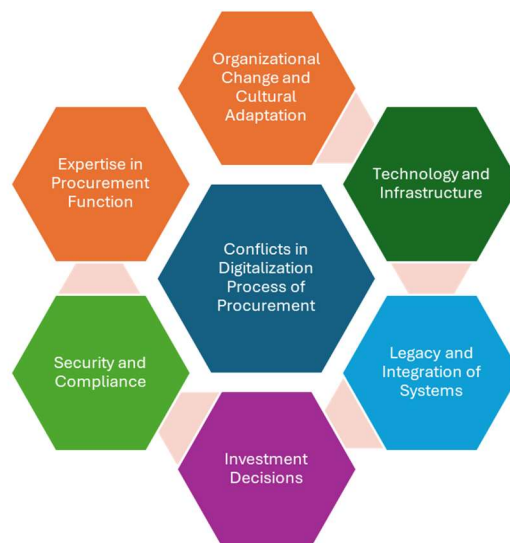 Organizational
Change and
Cultural
Adaptation
Expertise in
Procurement
Function
Technology and
Infrastructure
Conflicts in
Digitalization
Process of
Procurement
Security and
Compliance
Legacy and
Integration of
Systems
Investment
Decisions